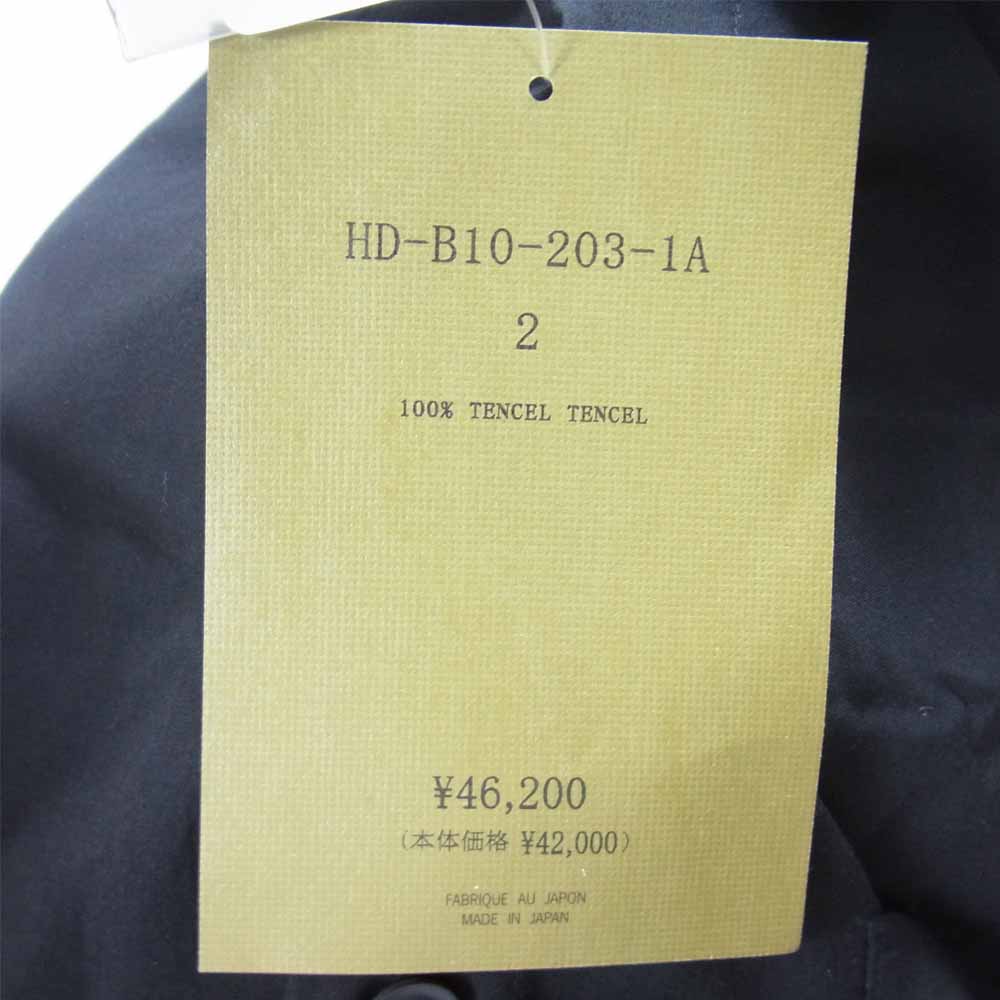 HD-B10-203-1A
2
100% TENCEL TENCEL
¥46,200
(本体価格 ¥42,000)
FABRIQUE AU JAPON
MADE IN JAPAN